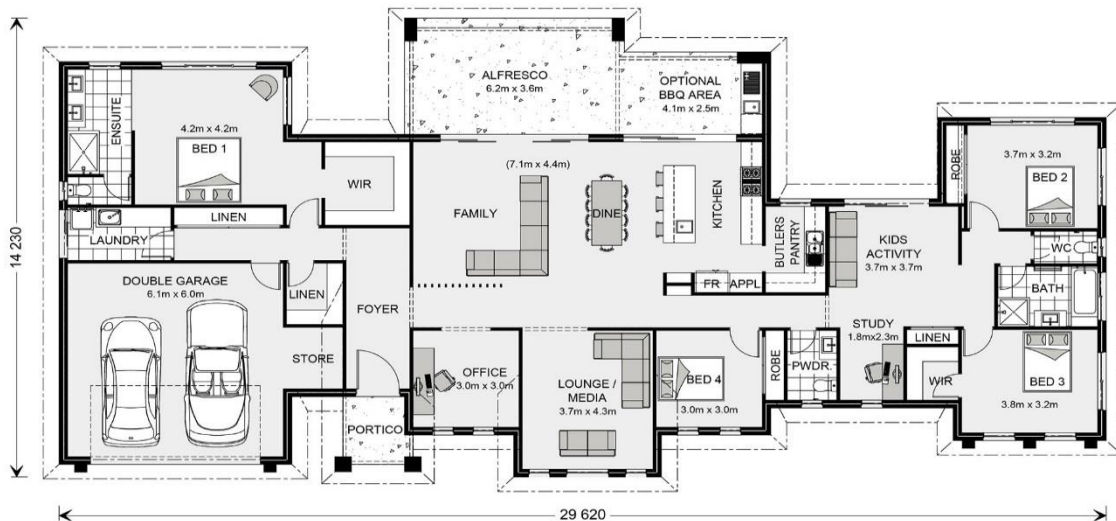 ALFRESCO
6.2m x 3.6m
OPTIONAL
BBQ AREA
4.1m x 2.5m
ENSUITE
4.2m x 4.2m
BED 1
WIR
LINEN
LAUNDRY
DOUBLE GARAGE
6.1m x 6.0m
LINEN
STORE
FOYER
PORTICO
(7.1m x 4.4m)
FAMILY
DINE
KITCHEN
FR
APPL
BUTLERS
PANTRY
OFFICE
3.0m x 3.0m
LOUNGE /
MEDIA
3.7m x 4.3m
BED 4
3.0m x 3.0m
ROBE
PWDR.
KIDS
ACTIVITY
3.7m x 3.7m
STUDY
1.8mx2.3m
LINEN
WIR
ROBE
3.7m x 3.2m
BED 2
WC
BATH
BED 3
3.8m x 3.2m
14 230
29 620